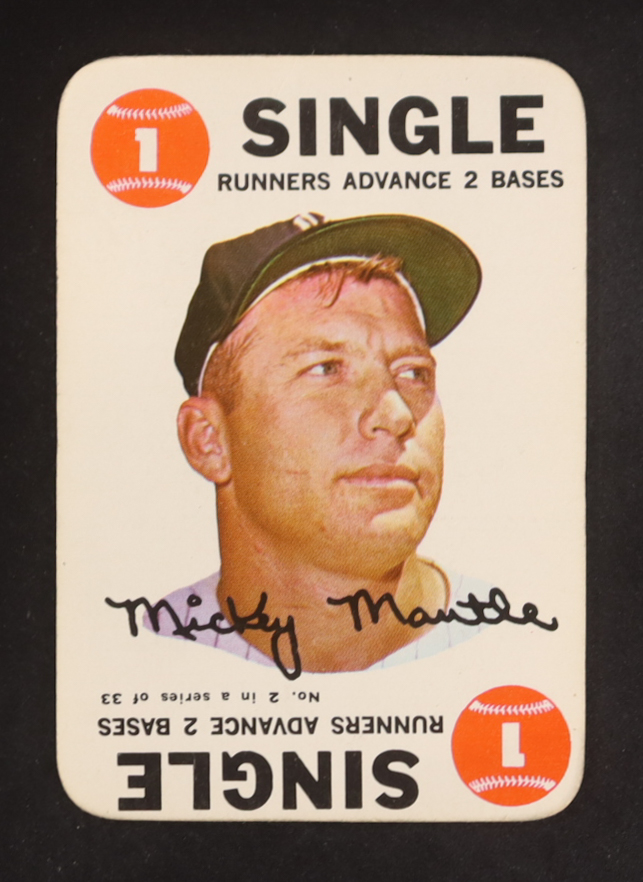 1
SINGLE
RUNNERS ADVANCE 2 BASES
Mickey Mantle
No. 2 in a series of 33
RUNNERS ADVANCE 2 BASES
SINGLE
1